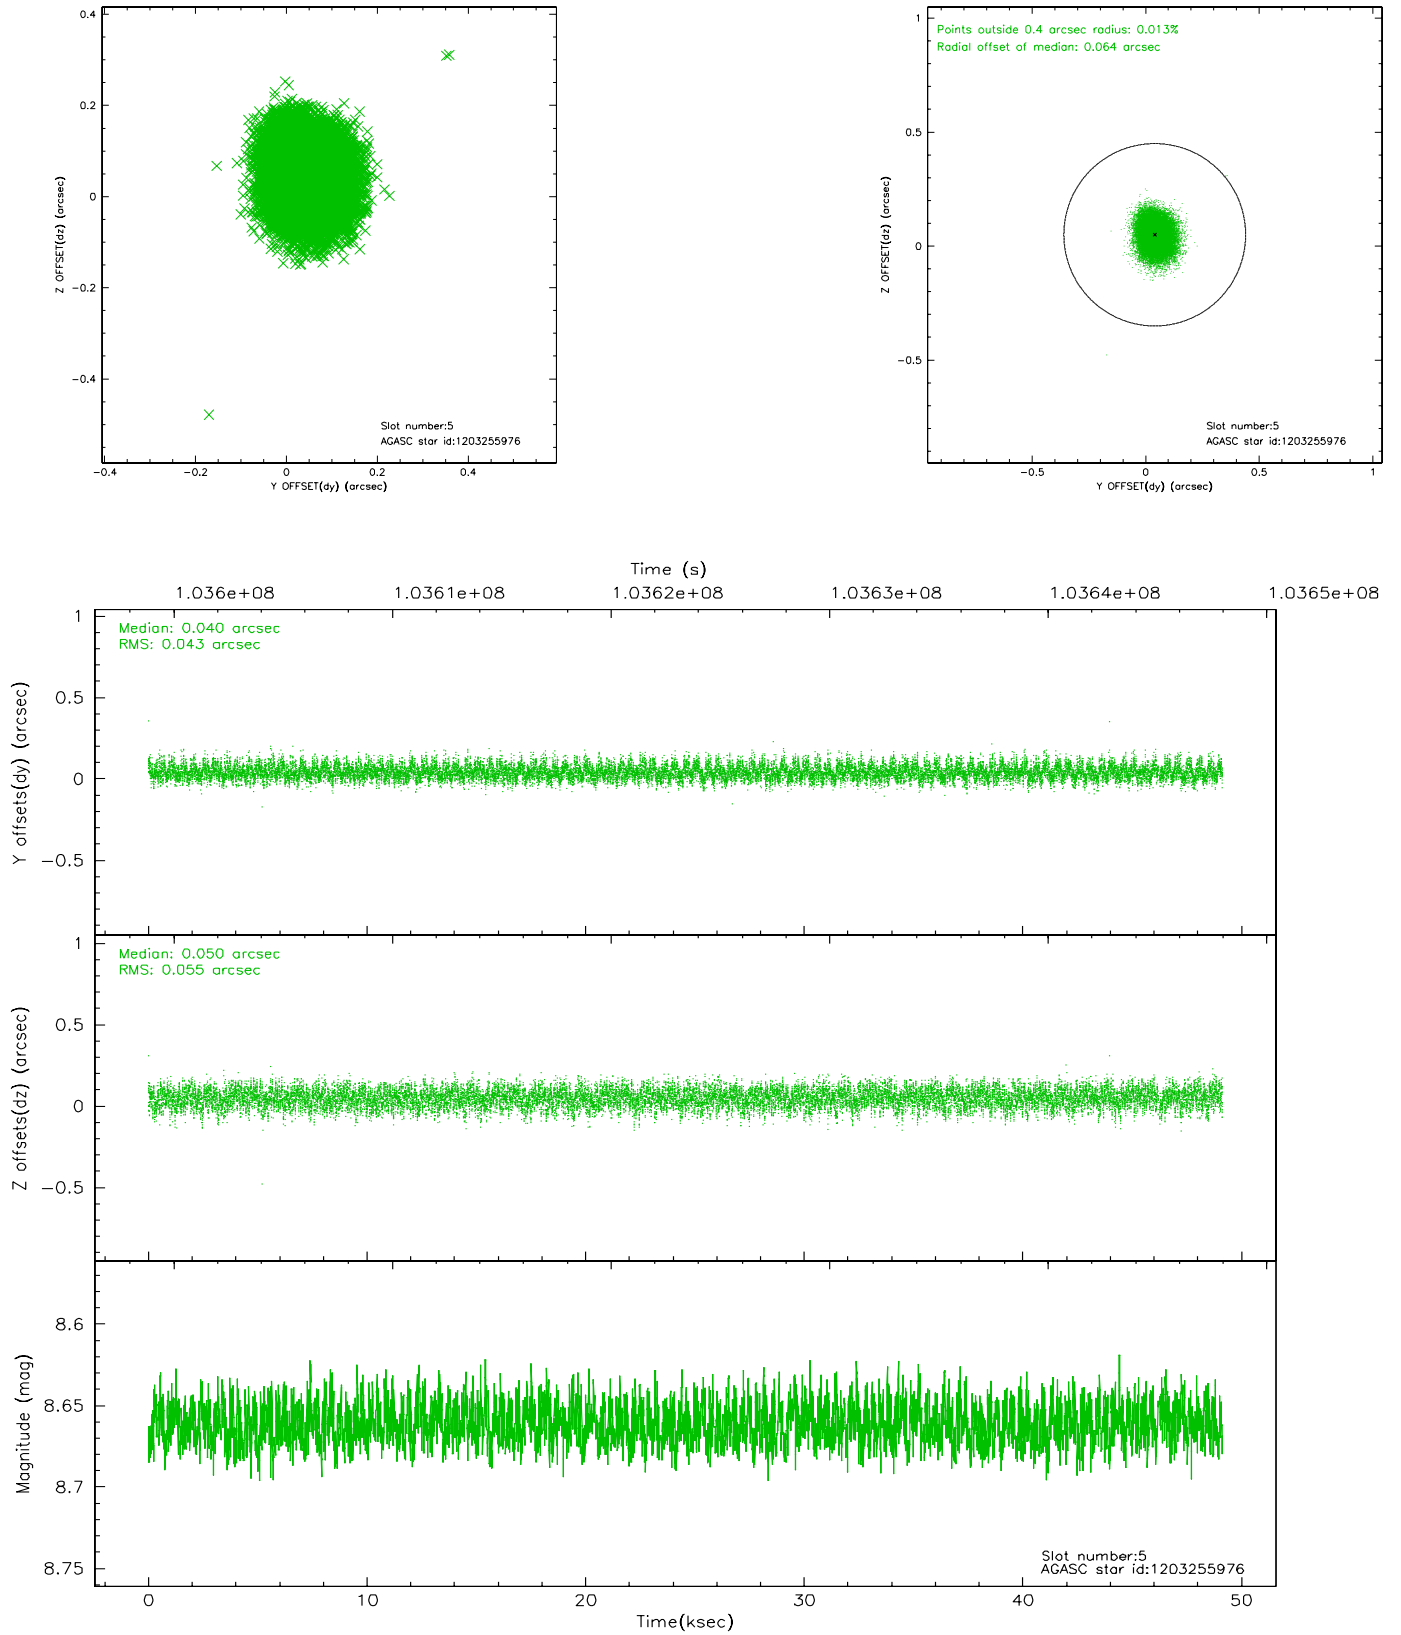 0.4
0.2
0
−0.2
−0.4
Z OFFSET(dz) (arcsec)
Slot number:5
AGASC star id:1203255976
−0.4 −0.2 0 0.2 0.4
Y OFFSET(dy) (arcsec)
Points outside 0.4 arcsec radius: 0.013%
Radial offset of median: 0.064 arcsec
1
0.5
0
−0.5
Z OFFSET(dz) (arcsec)
Slot number:5
AGASC star id:1203255976
−0.5 0 0.5 1
Y OFFSET(dy) (arcsec)
Time (s)
1.036e+08 1.0361e+08 1.0362e+08 1.0363e+08 1.0364e+08 1.0365e+08
Median: 0.040 arcsec
RMS: 0.043 arcsec
1
0.5
0
−0.5
Y offsets(dy) (arcsec)
Median: 0.050 arcsec
RMS: 0.055 arcsec
1
0.5
0
−0.5
Z offsets(dz) (arcsec)
8.6
8.65
8.7
8.75
Magnitude (mag)
Slot number:5
AGASC star id:1203255976
0 10 20 30 40 50
Time(ksec)